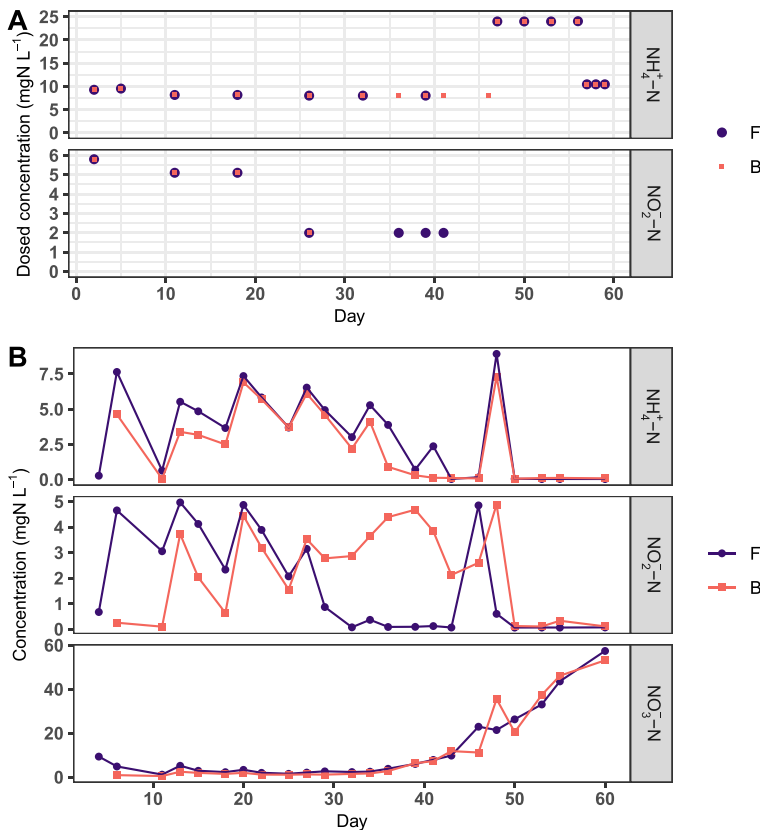 A
Dosed concentration (mgN L⁻¹)
25
20
15
10
5
0
NH₄⁺−N
6
5
4
3
2
1
0
NO₂⁻−N
0 10 20 30 40 50 60
Day
F
B
B
Concentration (mgN L⁻¹)
7.5
5.0
2.5
0.0
NH₄⁺−N
5
4
3
2
1
0
NO₂⁻−N
60
40
20
0
NO₃⁻−N
10 20 30 40 50 60
Day
F
B